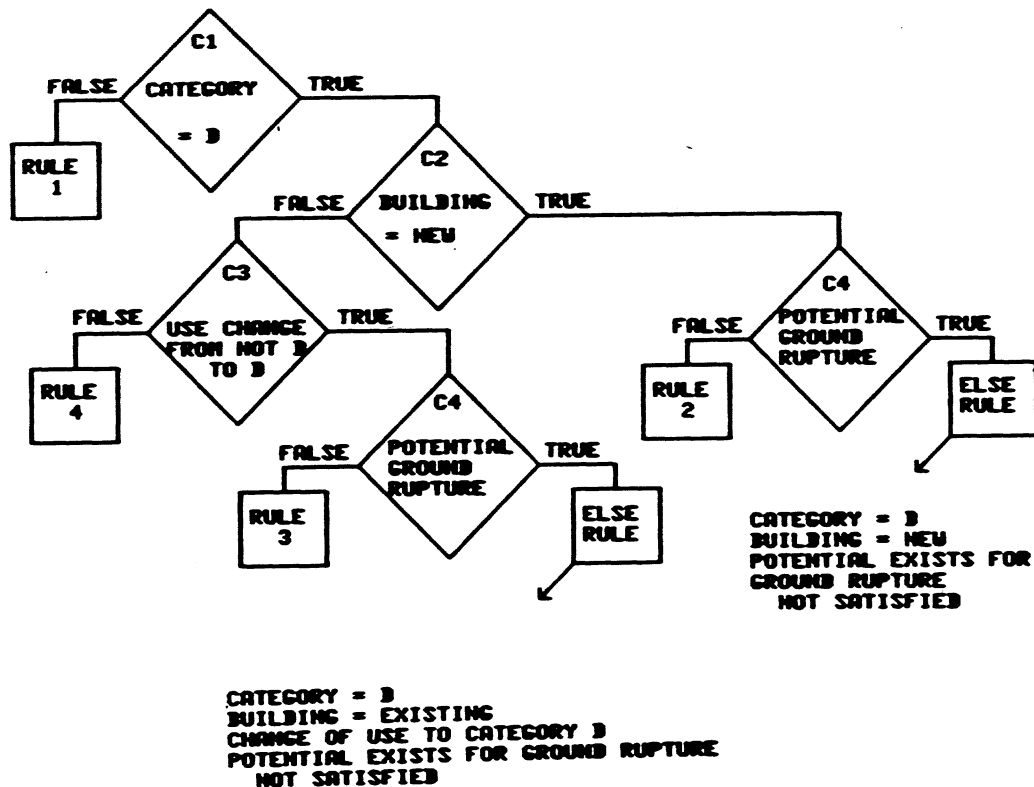 C1
CATEGORY
= D
FALSE
TRUE
RULE
1
C2
BUILDING
= NEW
FALSE
TRUE
C3
USE CHANGE
FROM NOT D
TO D
FALSE
TRUE
C4
POTENTIAL
GROUND
RUPTURE
FALSE
TRUE
RULE
4
RULE
2
ELSE
RULE
C4
POTENTIAL
GROUND
RUPTURE
FALSE
TRUE
RULE
3
ELSE
RULE
CATEGORY = D
BUILDING = NEW
POTENTIAL EXISTS FOR
GROUND RUPTURE
NOT SATISFIED
CATEGORY = D
BUILDING = EXISTING
CHANGE OF USE TO CATEGORY D
POTENTIAL EXISTS FOR GROUND RUPTURE
NOT SATISFIED